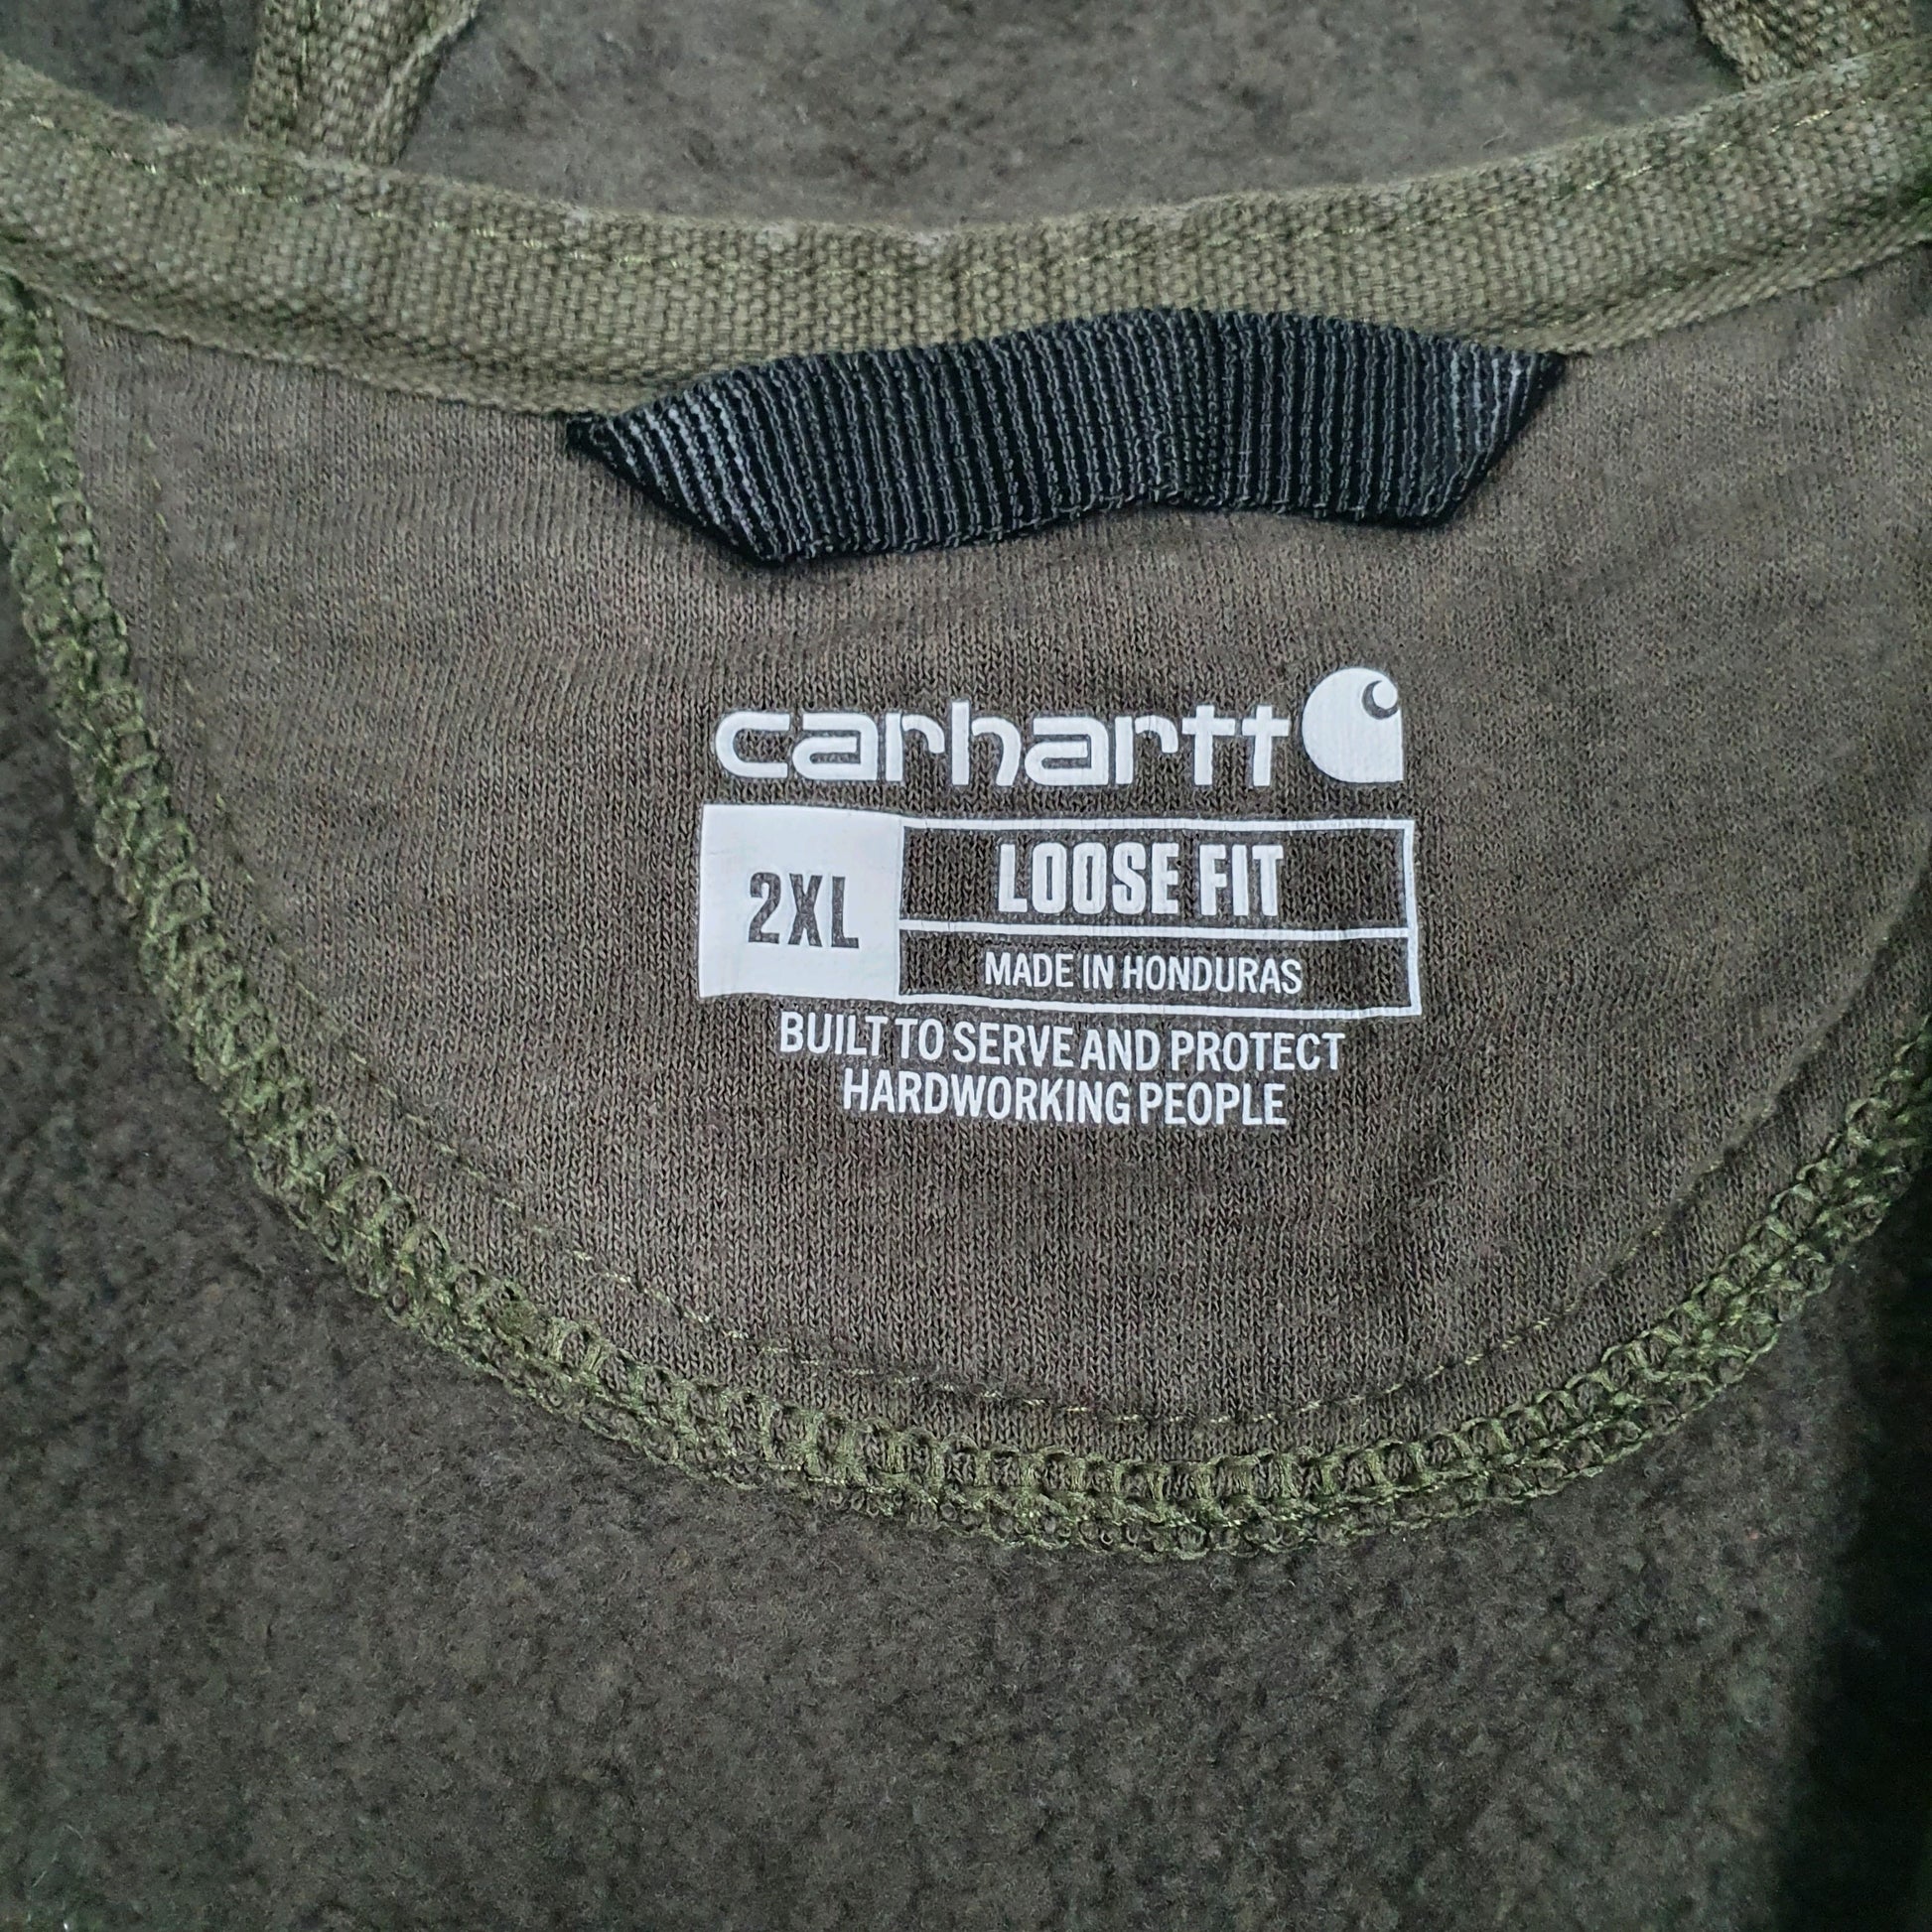 carhartt
2XL
LOOSE FIT
MADE IN HONDURAS
BUILT TO SERVE AND PROTECT
HARDWORKING PEOPLE